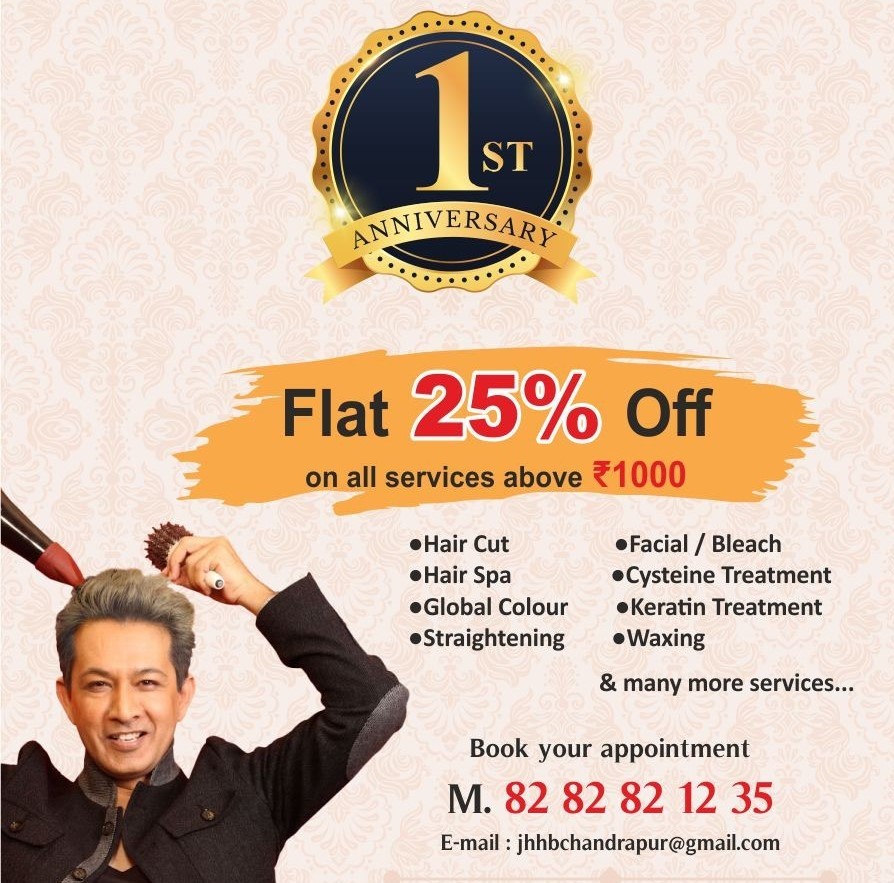 1ST
ANNIVERSARY
Flat 25% Off
on all services above ₹1000
•Hair Cut
•Hair Spa
•Global Colour
•Straightening
•Facial / Bleach
•Cysteine Treatment
•Keratin Treatment
•Waxing
& many more services...
Book your appointment
M. 82 82 82 12 35
E-mail : jhhbchandrapur@gmail.com